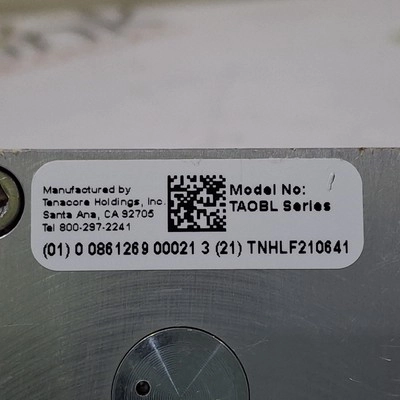 Manufactured by
Tenacore Holdings, Inc.
Santa Ana, CA 92705
Tel 800-297-2241
Model No:
TAOBL Series
(01) 0 0861269 00021 3 (21) TNHLF210641